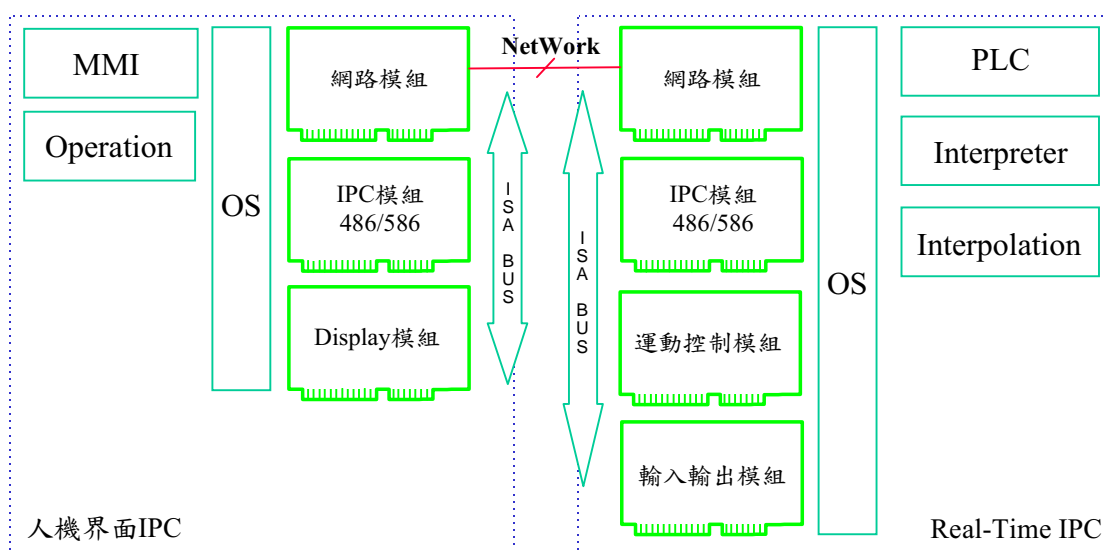 NetWork
MMI
Operation
OS
網路模組
IPC模組
486/586
Display模組
ISA BUS
人機界面IPC
網路模組
IPC模組
486/586
運動控制模組
輸入輸出模組
ISA BUS
OS
PLC
Interpreter
Interpolation
Real-Time IPC